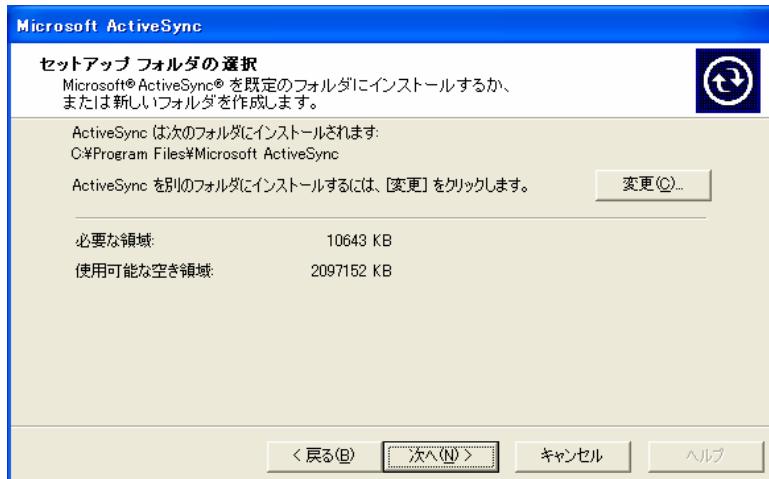 Microsoft ActiveSync
セットアップ フォルダの選択
Microsoft® ActiveSync® を既定のフォルダにインストールするか、
または新しいフォルダを作成します。
ActiveSync は次のフォルダにインストールされます:
C:¥Program Files¥Microsoft ActiveSync
ActiveSync を別のフォルダにインストールするには、[変更] をクリックします。
変更(C)...
必要な領域: 10643 KB
使用可能な空き領域: 2097152 KB
< 戻る(B) 次へ(N) > キャンセル ヘルプ